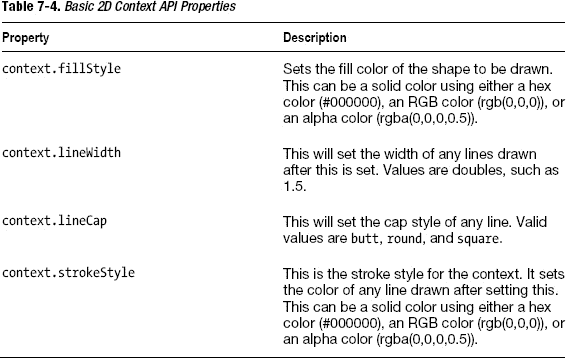 Table 7-4. Basic 2D Context API Properties
Property Description
context.fillStyle Sets the fill color of the shape to be drawn.
This can be a solid color using either a hex
color (#000000), an RGB color (rgb(0,0,0)), or
an alpha color (rgba(0,0,0,0.5)).
context.lineWidth This will set the width of any lines drawn
after this is set. Values are doubles, such as
1.5.
context.lineCap This will set the cap style of any line. Valid
values are butt, round, and square.
context.strokeStyle This is the stroke style for the context. It sets
the color of any line drawn after setting this.
This can be a solid color using either a hex
color (#000000), an RGB color (rgb(0,0,0)), or
an alpha color (rgba(0,0,0,0.5)).